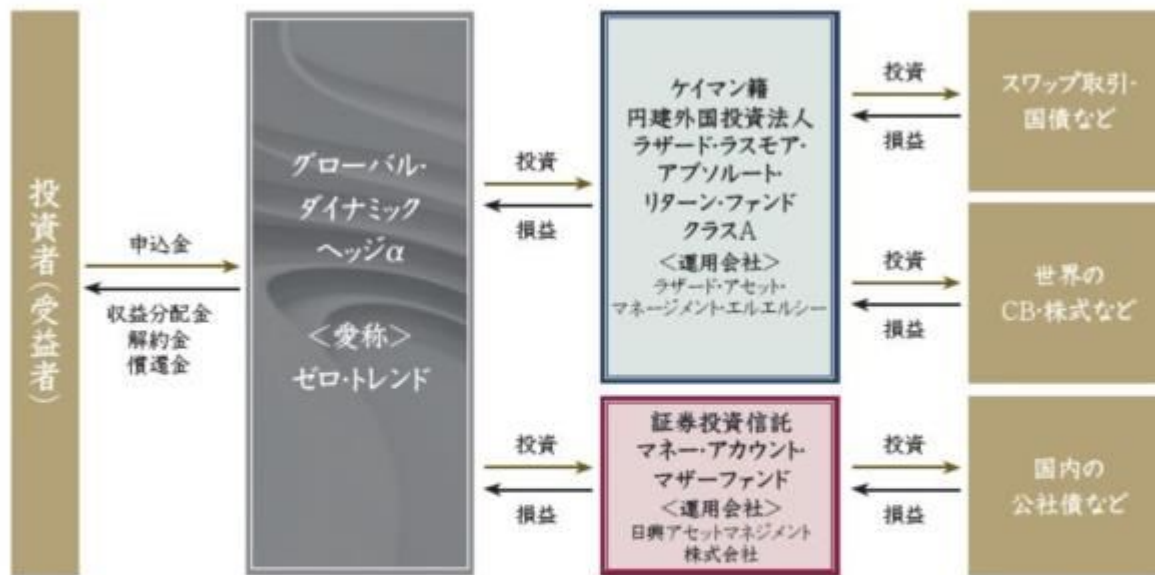 投資者(受益者)
申込金
収益分配金
解約金
償還金
グローバル・
ダイナミック
ヘッジα
<愛称>
ゼロ・トレンド
投資
損益
投資
損益
ケイマン籍
円建外国投資法人
ラザード・ラスモア・
アブソルート・
リターン・ファンド
クラスA
<運用会社>
ラザード・アセット・
マネージメント・エルエルシー
証券投資信託
マネー・アカウント・
マザーファンド
<運用会社>
日興アセットマネジメント
株式会社
投資
損益
スワップ取引・
国債など
投資
損益
世界の
CB・株式など
投資
損益
国内の
公社債など